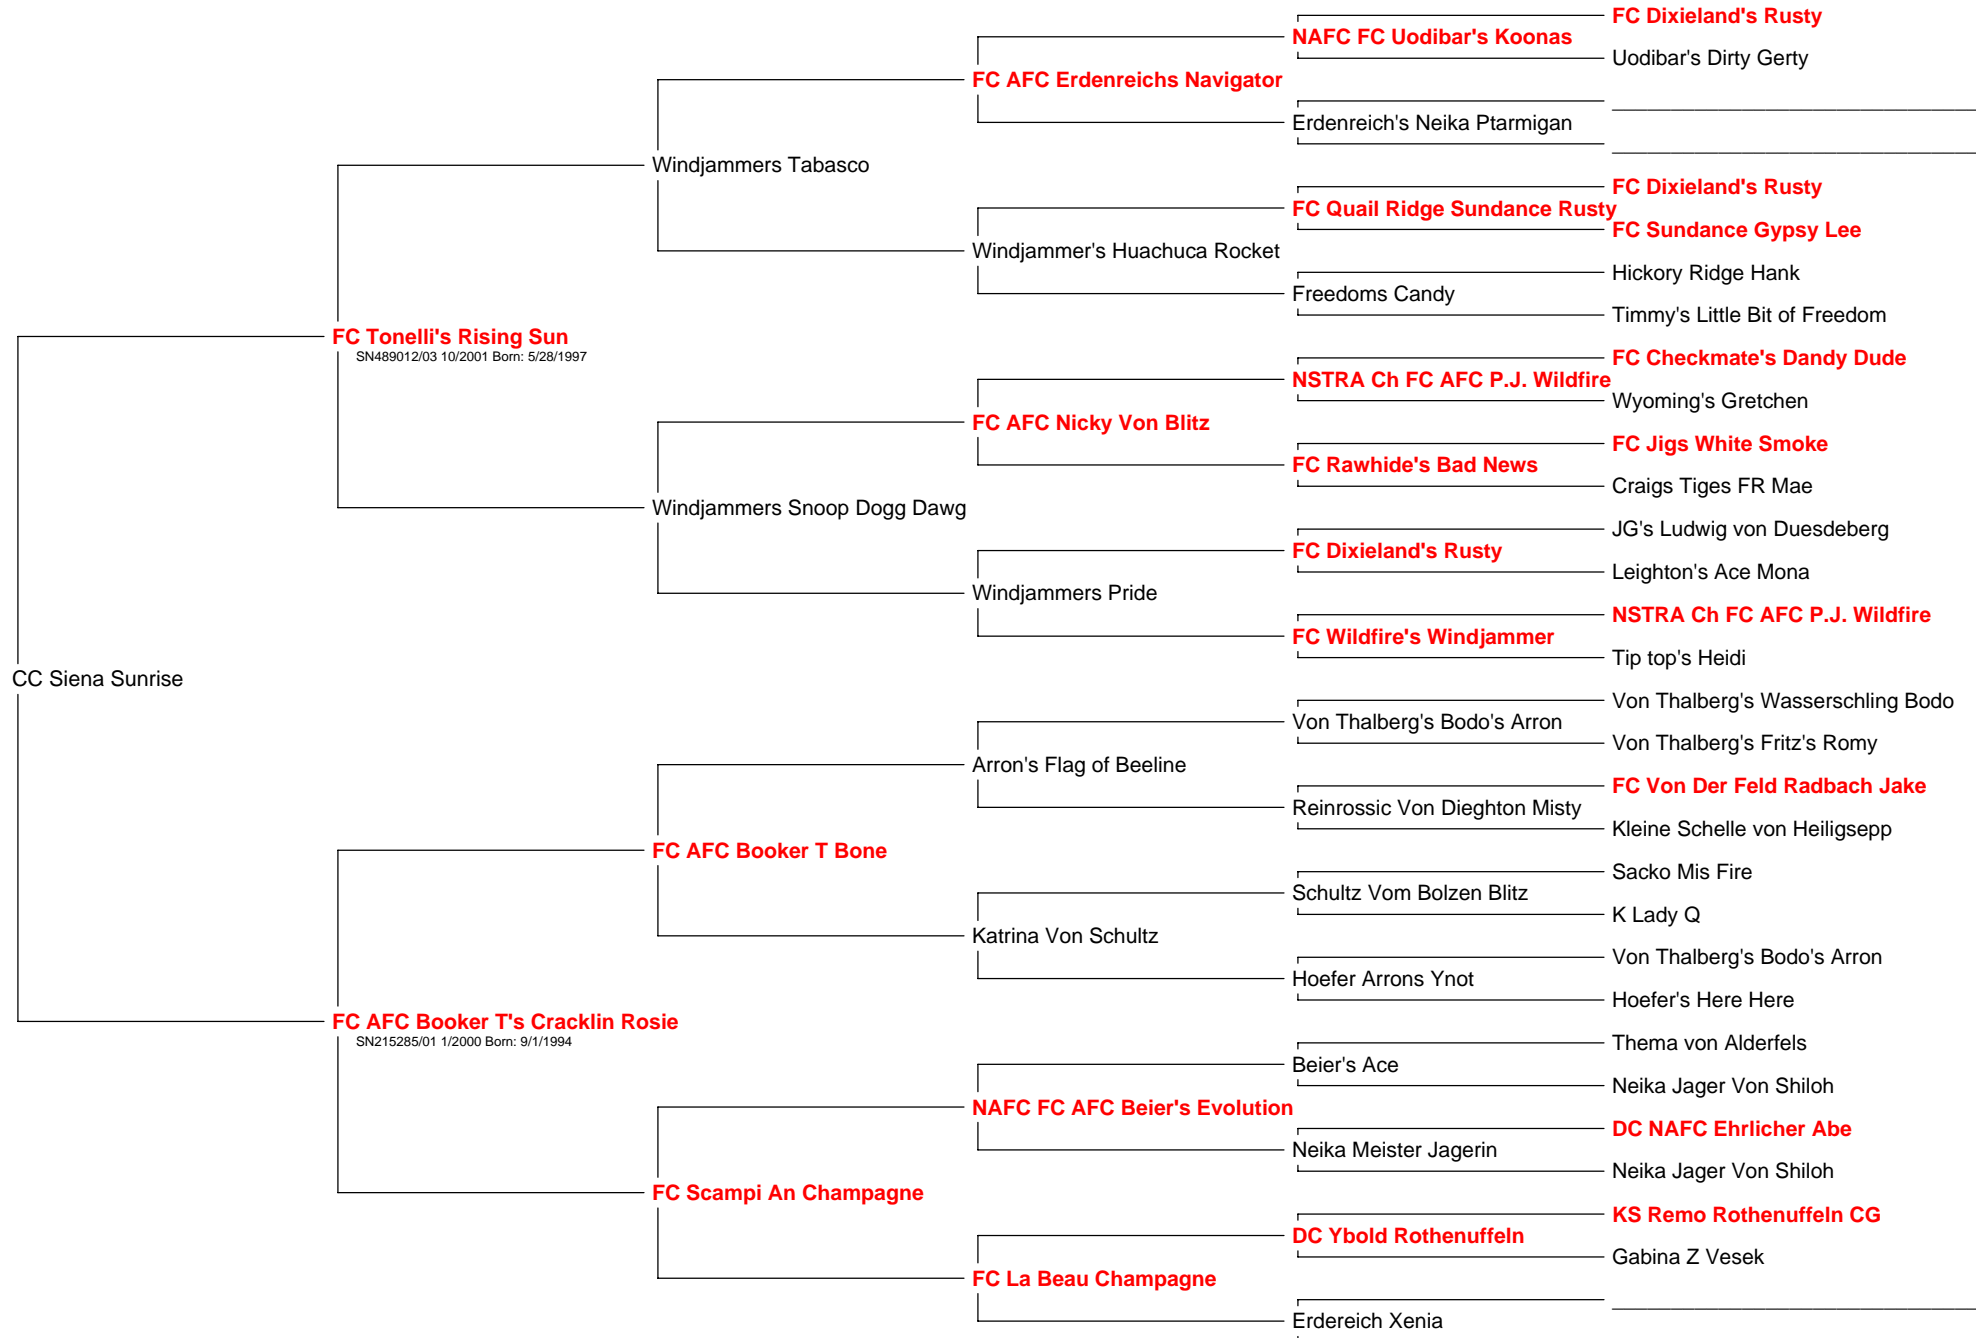 FC Dixieland's Rusty
NAFC FC Uodibar's Koonas
Uodibar's Dirty Gerty
FC AFC Erdenreichs Navigator
Erdenreich's Neika Ptarmigan
Windjammers Tabasco
FC Dixieland's Rusty
FC Quail Ridge Sundance Rusty
FC Sundance Gypsy Lee
Windjammer's Huachuca Rocket
Hickory Ridge Hank
Freedoms Candy
Timmy's Little Bit of Freedom
FC Tonelli's Rising Sun
SN489012/03 10/2001 Born: 5/28/1997
FC Checkmate's Dandy Dude
NSTRA Ch FC AFC P.J. Wildfire
Wyoming's Gretchen
FC AFC Nicky Von Blitz
FC Jigs White Smoke
FC Rawhide's Bad News
Craigs Tiges FR Mae
Windjammers Snoop Dogg Dawg
JG's Ludwig von Duesdeberg
FC Dixieland's Rusty
Leighton's Ace Mona
Windjammers Pride
NSTRA Ch FC AFC P.J. Wildfire
FC Wildfire's Windjammer
Tip top's Heidi
CC Siena Sunrise
Von Thalberg's Wasserschling Bodo
Von Thalberg's Bodo's Arron
Von Thalberg's Fritz's Romy
Arron's Flag of Beeline
FC Von Der Feld Radbach Jake
Reinrossic Von Dieghton Misty
Kleine Schelle von Heiligsepp
FC AFC Booker T Bone
Sacko Mis Fire
Schultz Vom Bolzen Blitz
K Lady Q
Katrina Von Schultz
Von Thalberg's Bodo's Arron
Hoefer Arrons Ynot
Hoefer's Here Here
FC AFC Booker T's Cracklin Rosie
SN215285/01 1/2000 Born: 9/1/1994
Thema von Alderfels
Beier's Ace
Neika Jager Von Shiloh
NAFC FC AFC Beier's Evolution
DC NAFC Ehrlicher Abe
Neika Meister Jagerin
Neika Jager Von Shiloh
FC Scampi An Champagne
KS Remo Rothenuffeln CG
DC Ybold Rothenuffeln
Gabina Z Vesek
FC La Beau Champagne
Erdereich Xenia